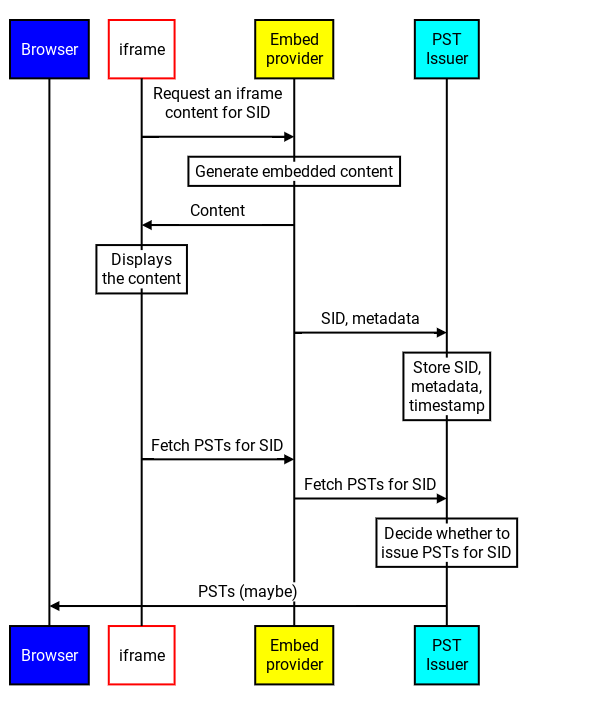 Browser
iframe
Embed
provider
PST
Issuer
Request an iframe
content for SID
Generate embedded content
Content
Displays
the content
SID, metadata
Store SID,
metadata,
timestamp
Fetch PSTs for SID
Fetch PSTs for SID
Decide whether to
issue PSTs for SID
PSTs (maybe)
Browser
iframe
Embed
provider
PST
Issuer